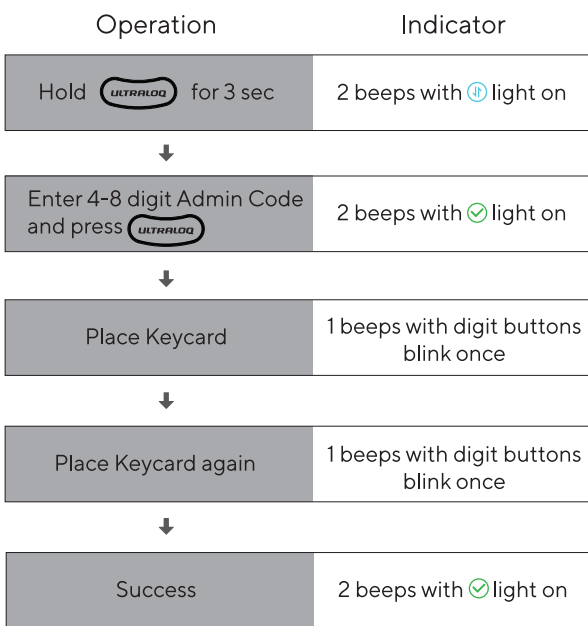 Operation Indicator
Hold ULTRALOQ for 3 sec
2 beeps with light on
Enter 4-8 digit Admin Code
and press ULTRALOQ
2 beeps with light on
Place Keycard
1 beeps with digit buttons
blink once
Place Keycard again
1 beeps with digit buttons
blink once
Success
2 beeps with light on